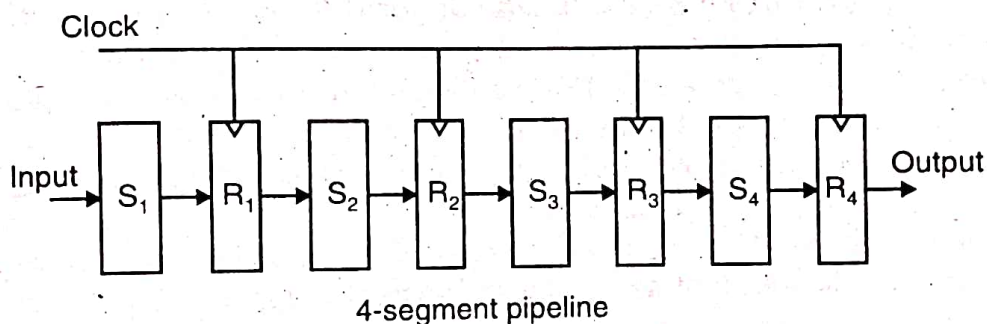 Clock
Input S₁ R₁ S₂ R₂ S₃ R₃ S₄ R₄ Output
4-segment pipeline